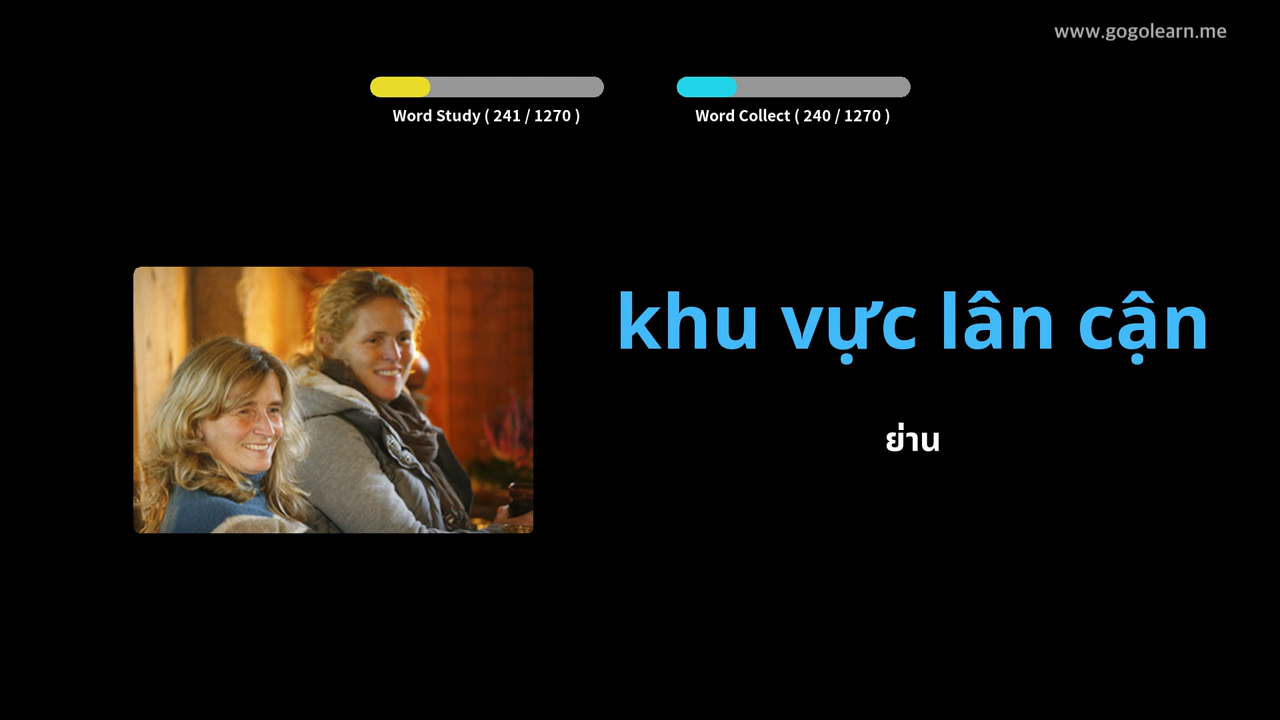 www.gogolearn.me
Word Study ( 241 / 1270 )
Word Collect ( 240 / 1270 )
khu vực lân cận
ย่าน